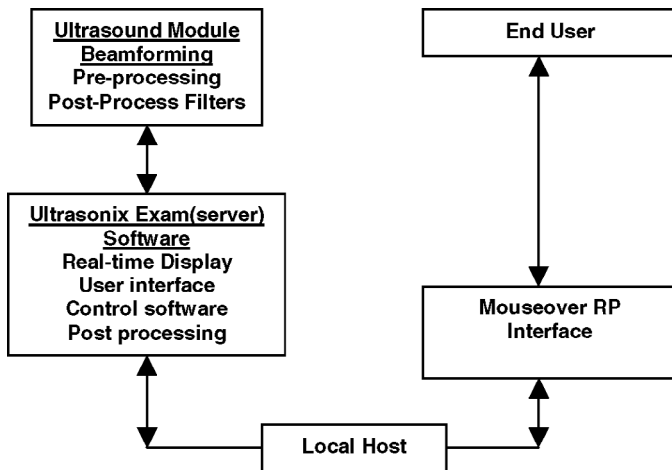 Ultrasound Module
Beamforming
Pre-processing
Post-Process Filters
End User
Ultrasonix Exam(server)
Software
Real-time Display
User interface
Control software
Post processing
Mouseover RP
Interface
Local Host